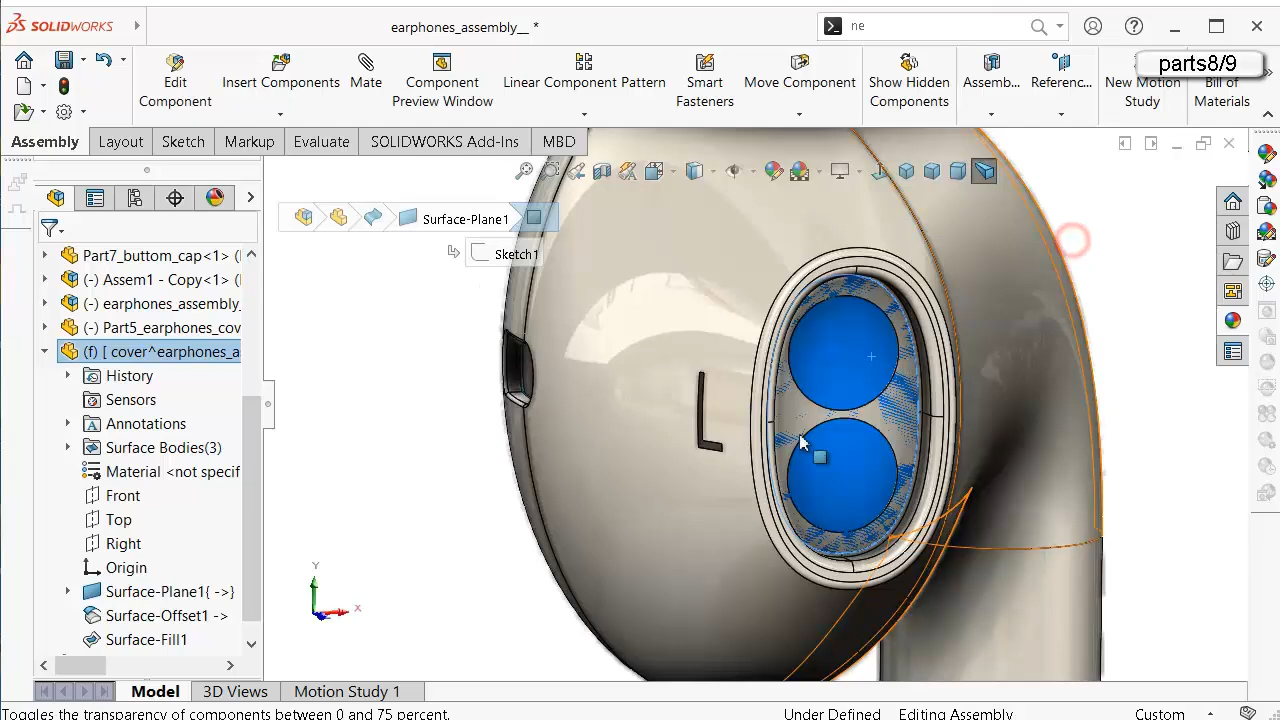 SOLIDWORKS
earphones_assembly__ *
ne
parts8/9
Edit Component
Insert Components
Mate
Component Preview Window
Linear Component Pattern
Smart Fasteners
Move Component
Show Hidden Components
Assemb...
Referenc...
New Motion Study
Bill of Materials
Assembly
Layout
Sketch
Markup
Evaluate
SOLIDWORKS Add-Ins
MBD
Surface-Plane1
Sketch1
Part7_buttom_cap<1> (
(-) Assem1 - Copy<1> (
(-) earphones_assembly_
(-) Part5_earphones_cov
(f) [ cover^earphones_a
History
Sensors
Annotations
Surface Bodies(3)
Material <not specif
Front
Top
Right
Origin
Surface-Plane1{ ->}
Surface-Offset1 ->
Surface-Fill1
L
Y
X
Model
3D Views
Motion Study 1
Toggles the transparency of components between 0 and 75 percent.
Under Defined
Editing Assembly
Custom